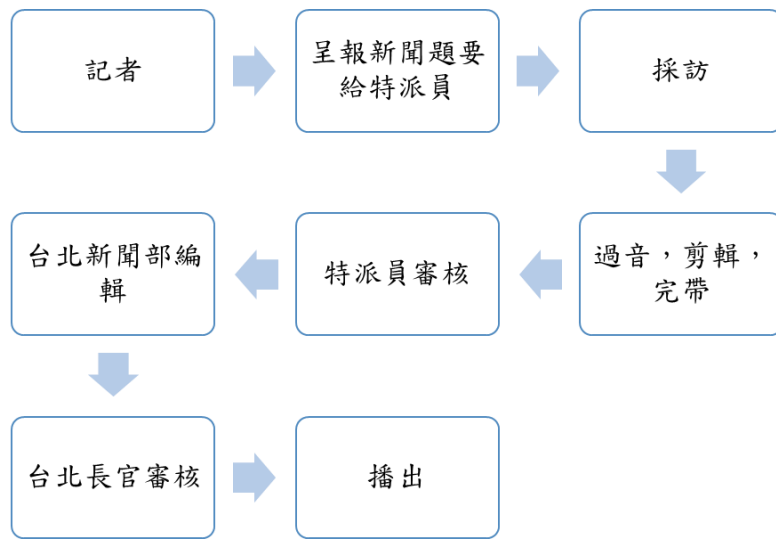 記者
呈報新聞題要
給特派員
採訪
過音，剪輯，
完帶
特派員審核
台北新聞部編
輯
台北長官審核
播出